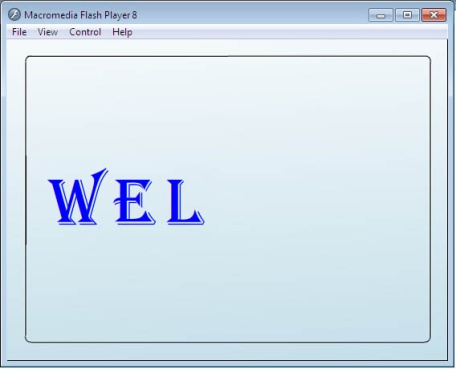 Macromedia Flash Player 8
File View Control Help
WEL